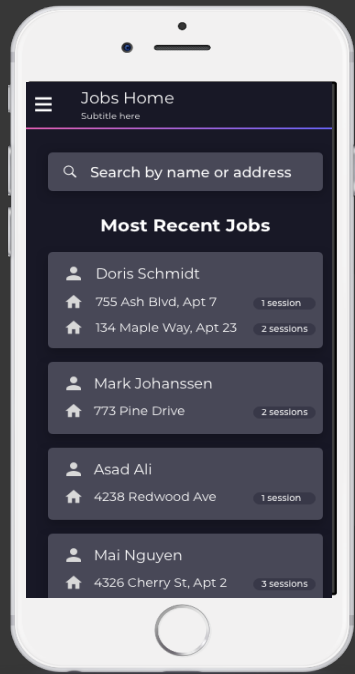 Jobs Home
Subtitle here
Search by name or address
Most Recent Jobs
Doris Schmidt
755 Ash Blvd, Apt 7 1 session
134 Maple Way, Apt 23 2 sessions
Mark Johanssen
773 Pine Drive 2 sessions
Asad Ali
4238 Redwood Ave 1 session
Mai Nguyen
4326 Cherry St, Apt 2 3 sessions